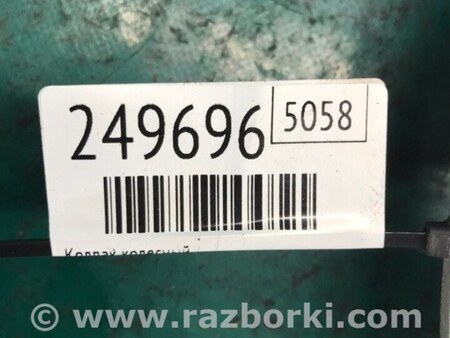 249696 5058
Колпак колесный
© www.razborki.com